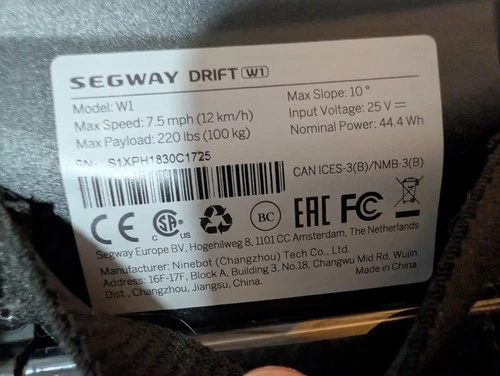 SEGWAY DRIFT W1
Model: W1
Max Speed: 7.5 mph (12 km/h)
Max Payload: 220 lbs (100 kg)
Max Slope: 10 °
Input Voltage: 25 V ⎓
Nominal Power: 44.4 Wh
SN: S1XPH1830C1725
CAN ICES-3(B)/NMB-3(B)
CE C SA US BC EAC FC
Segway Europe BV, Hogehilweg 8, 1101 CC Amsterdam, The Netherlands
Manufacturer: Ninebot (Changzhou) Tech Co., Ltd.
Address: 16F-17F, Block A, Building 3, No.18, Changwu Mid Rd. Wujin
Dist., Changzhou, Jiangsu, China.
Made in China